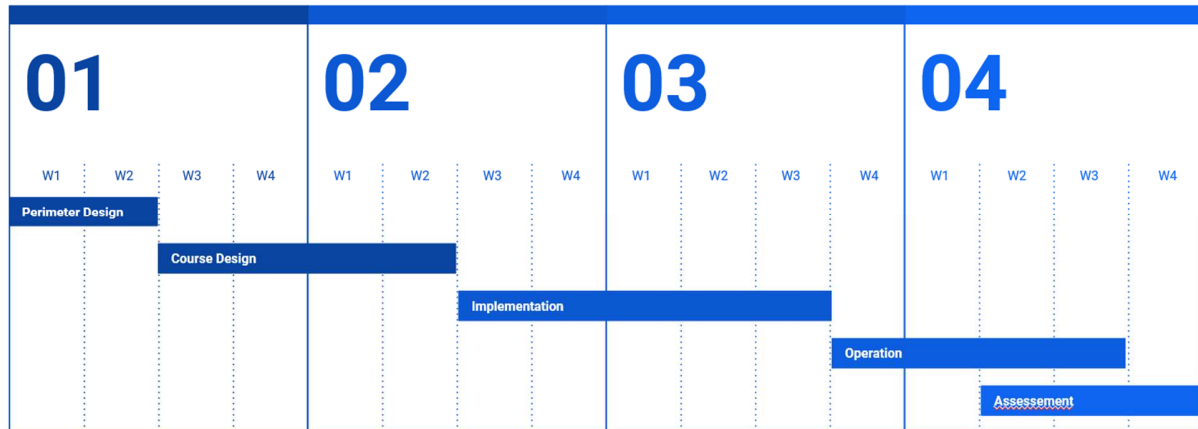 01 02 03 04
W1 W2 W3 W4 W1 W2 W3 W4 W1 W2 W3 W4 W1 W2 W3 W4
Perimeter Design
Course Design
Implementation
Operation
Assessement